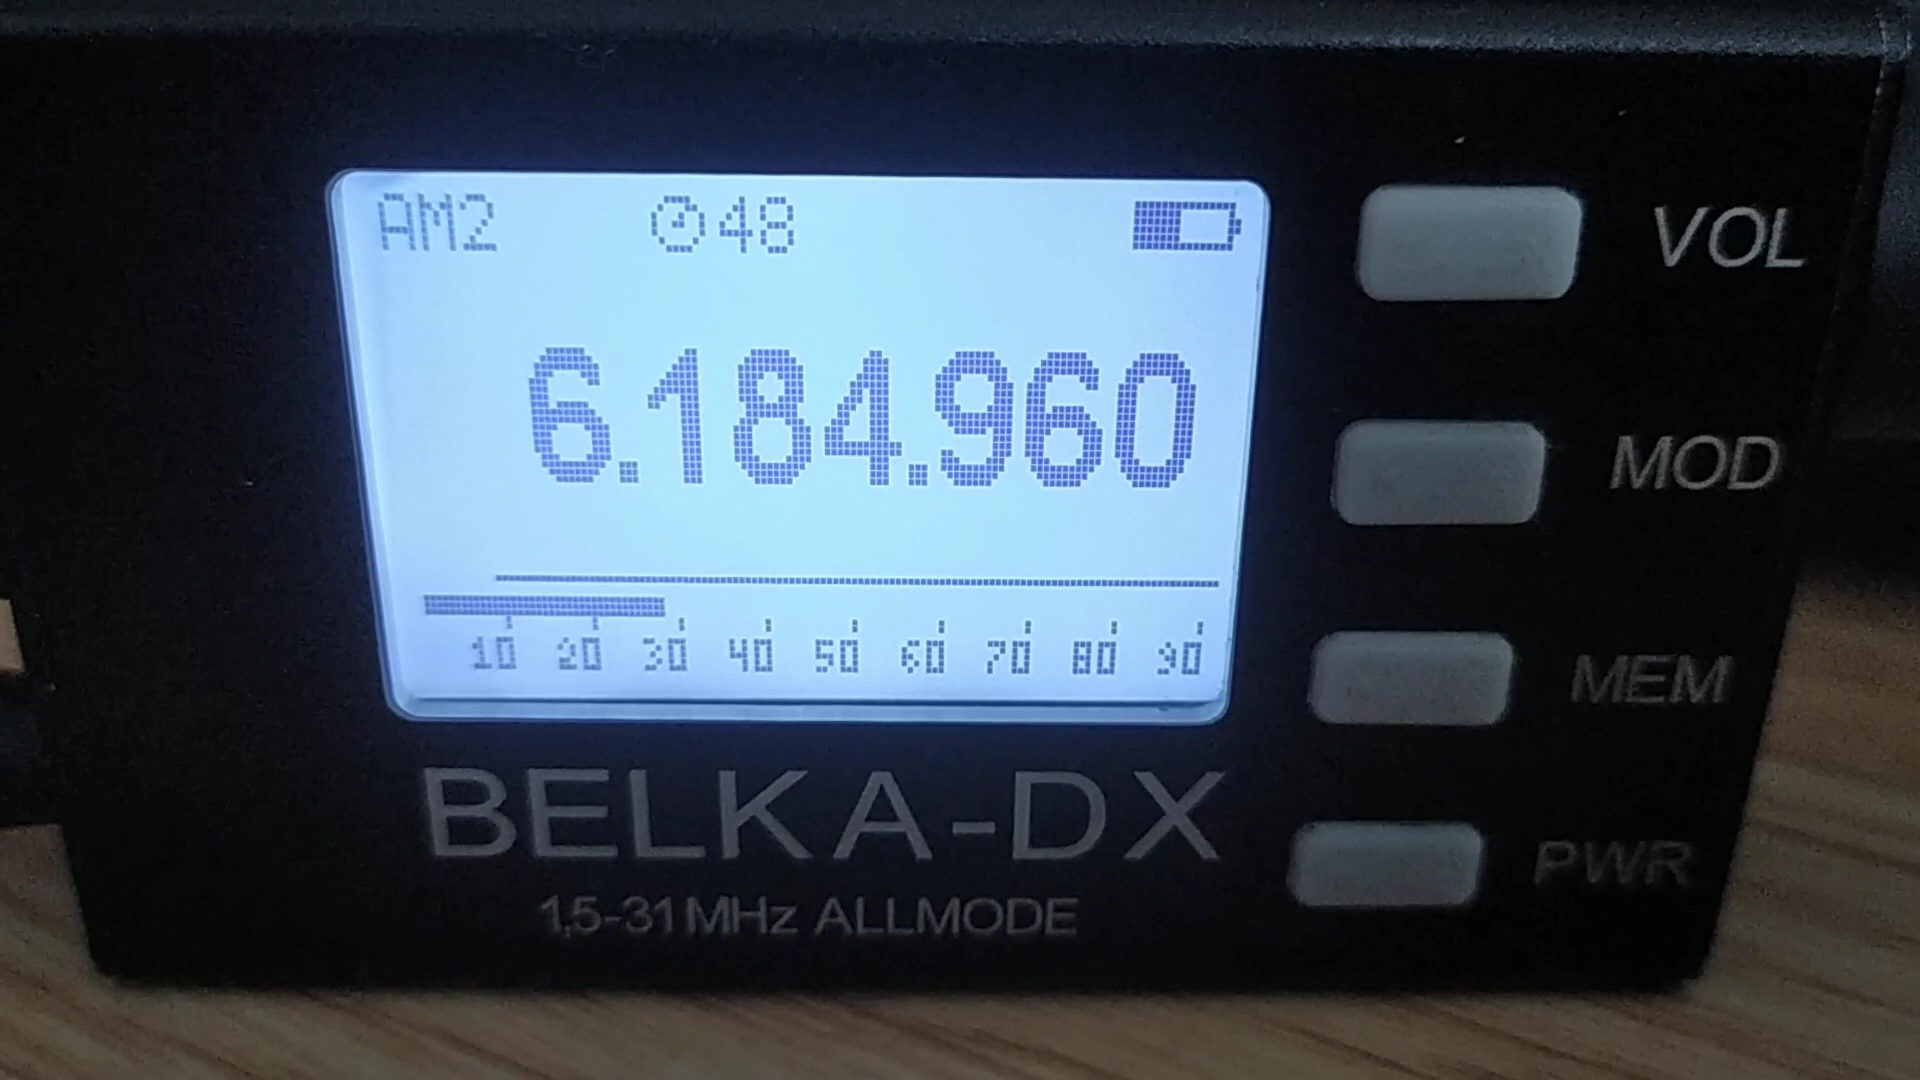 AM2 48
VOL
6.184.960
MOD
10 20 30 40 50 60 70 80 90
MEM
BELKA-DX
PWR
1,5-31MHz ALLMODE